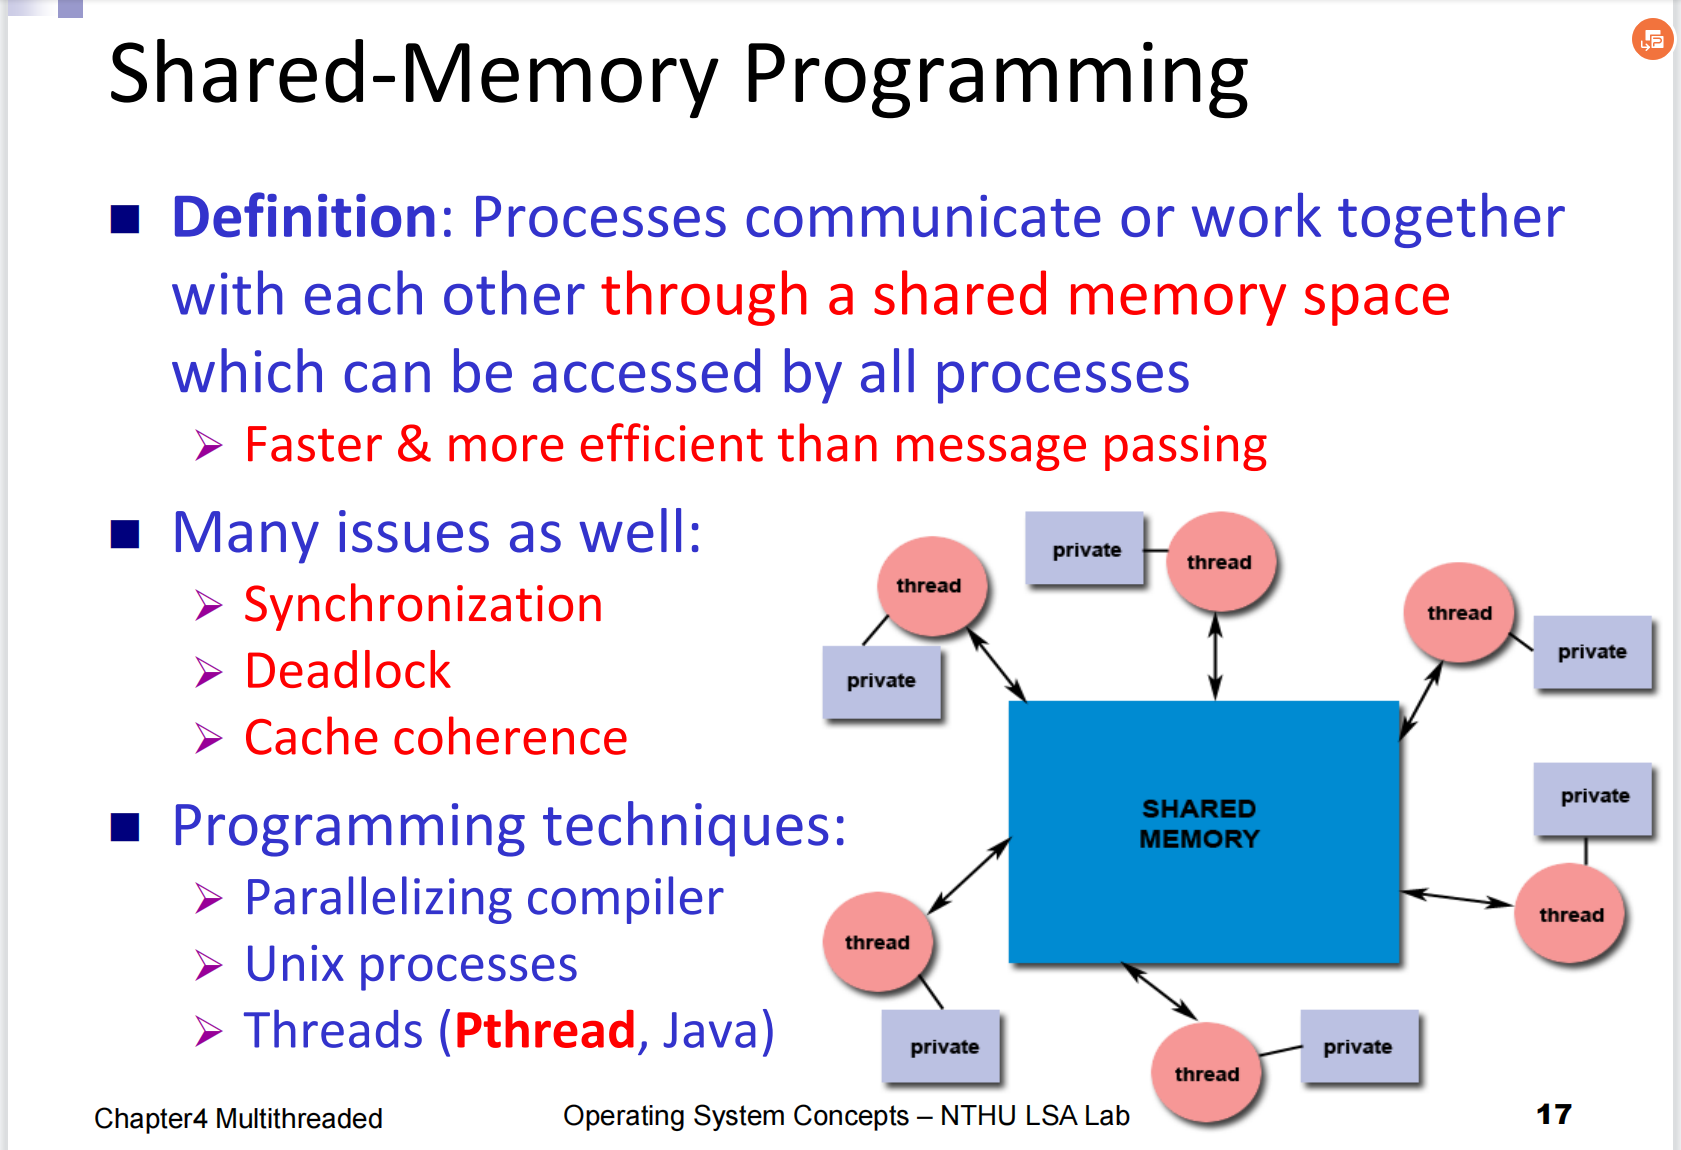 Shared-Memory Programming
Definition: Processes communicate or work together
with each other through a shared memory space
which can be accessed by all processes
Faster & more efficient than message passing
Many issues as well:
Synchronization
Deadlock
Cache coherence
Programming techniques:
Parallelizing compiler
Unix processes
Threads (Pthread, Java)
private
thread
thread
private
thread
private
private
thread
SHARED
MEMORY
thread
private
thread
private
Chapter4 Multithreaded
Operating System Concepts – NTHU LSA Lab
17